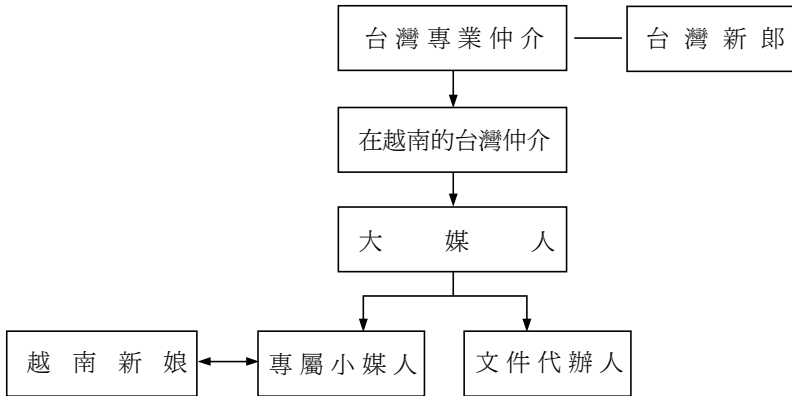 台灣專業仲介
台灣新郎
在越南的台灣仲介
大媒人
越南新娘
專屬小媒人
文件代辦人